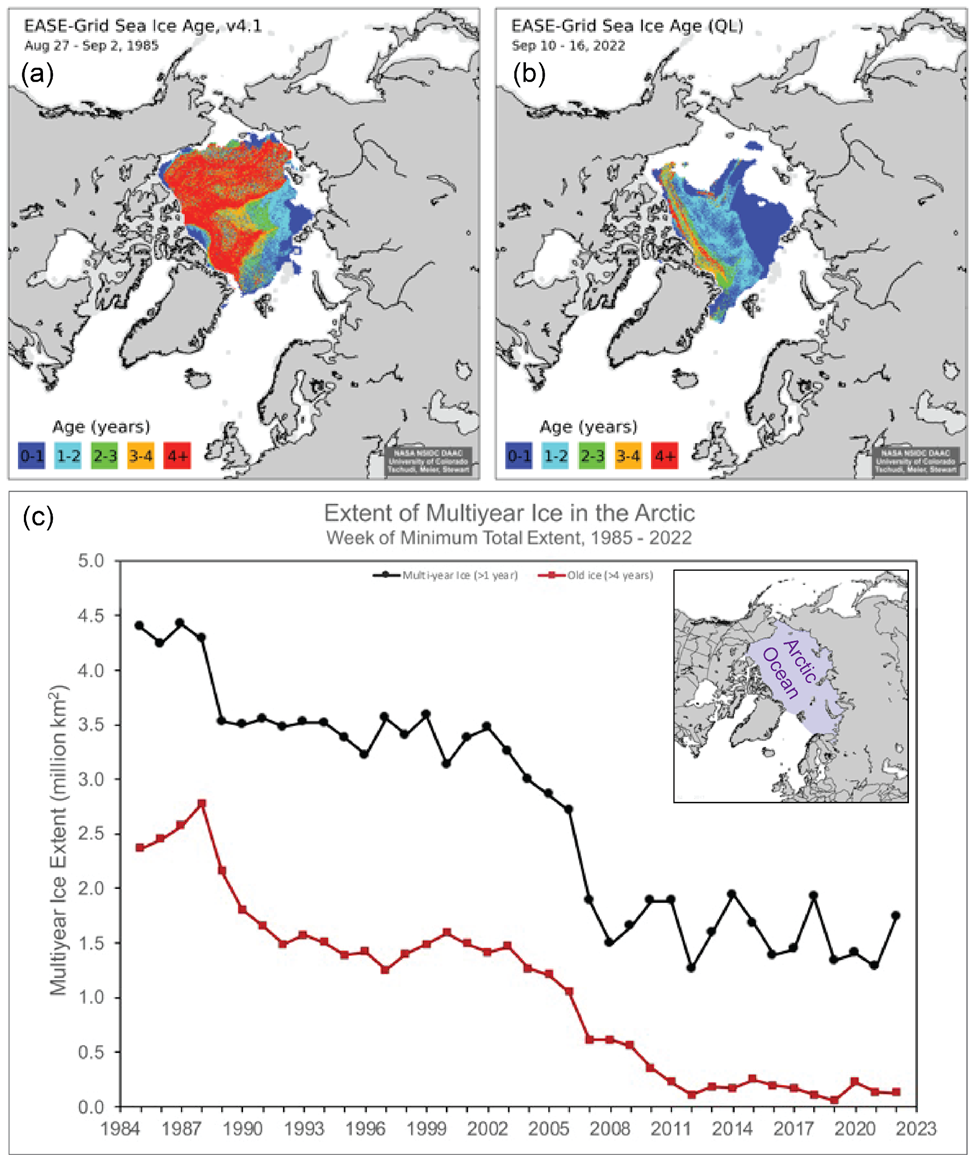 EASE-Grid Sea Ice Age, v4.1
Aug 27 - Sep 2, 1985
(a)
Age (years)
0-1 1-2 2-3 3-4 4+
NASA NSIDC DAAC
University of Colorado
Tschudi, Meier, Stewart
EASE-Grid Sea Ice Age (QL)
Sep 10 - 16, 2022
(b)
Age (years)
0-1 1-2 2-3 3-4 4+
NASA NSIDC DAAC
University of Colorado
Tschudi, Meier, Stewart
(c)
Extent of Multiyear Ice in the Arctic
Week of Minimum Total Extent, 1985 - 2022
Multi-year Ice (>1 year) Old ice (>4 years)
Arctic
Ocean
Multiyear Ice Extent (million km²)
5.0
4.5
4.0
3.5
3.0
2.5
2.0
1.5
1.0
0.5
0.0
1984 1987 1990 1993 1996 1999 2002 2005 2008 2011 2014 2017 2020 2023